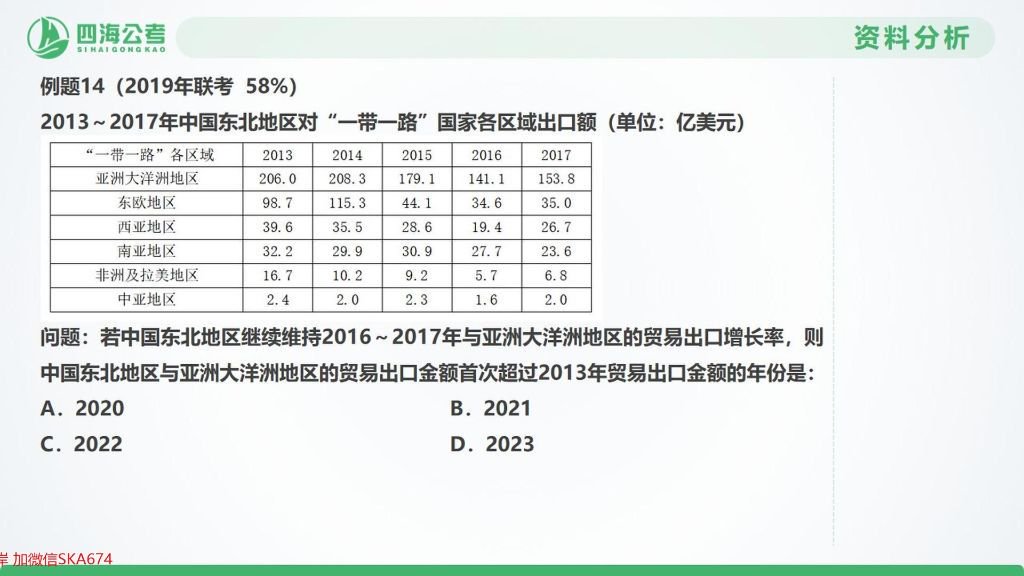 四海公考
SIHAIGONGKAO
资料分析
例题14（2019年联考 58%）
2013～2017年中国东北地区对“一带一路”国家各区域出口额（单位：亿美元）
“一带一路”各区域 2013 2014 2015 2016 2017
亚洲大洋洲地区 206.0 208.3 179.1 141.1 153.8
东欧地区 98.7 115.3 44.1 34.6 35.0
西亚地区 39.6 35.5 28.6 19.4 26.7
南亚地区 32.2 29.9 30.9 27.7 23.6
非洲及拉美地区 16.7 10.2 9.2 5.7 6.8
中亚地区 2.4 2.0 2.3 1.6 2.0
问题：若中国东北地区继续维持2016～2017年与亚洲大洋洲地区的贸易出口增长率，则
中国东北地区与亚洲大洋洲地区的贸易出口金额首次超过2013年贸易出口金额的年份是：
A．2020 B．2021
C．2022 D．2023
岸 加微信SKA674